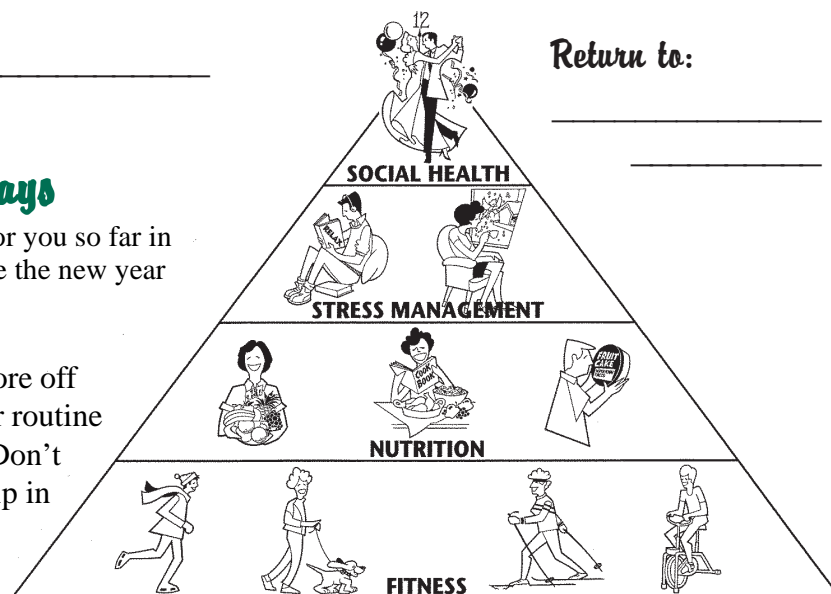 12
Return to:
SOCIAL HEALTH
ays
or you so far in
e the new year
RELAX
STRESS MANAGEMENT
ore off
r routine
Don't
p in
COOK
BOOK
FRUIT
CAKE
NUTRITION
FITNESS